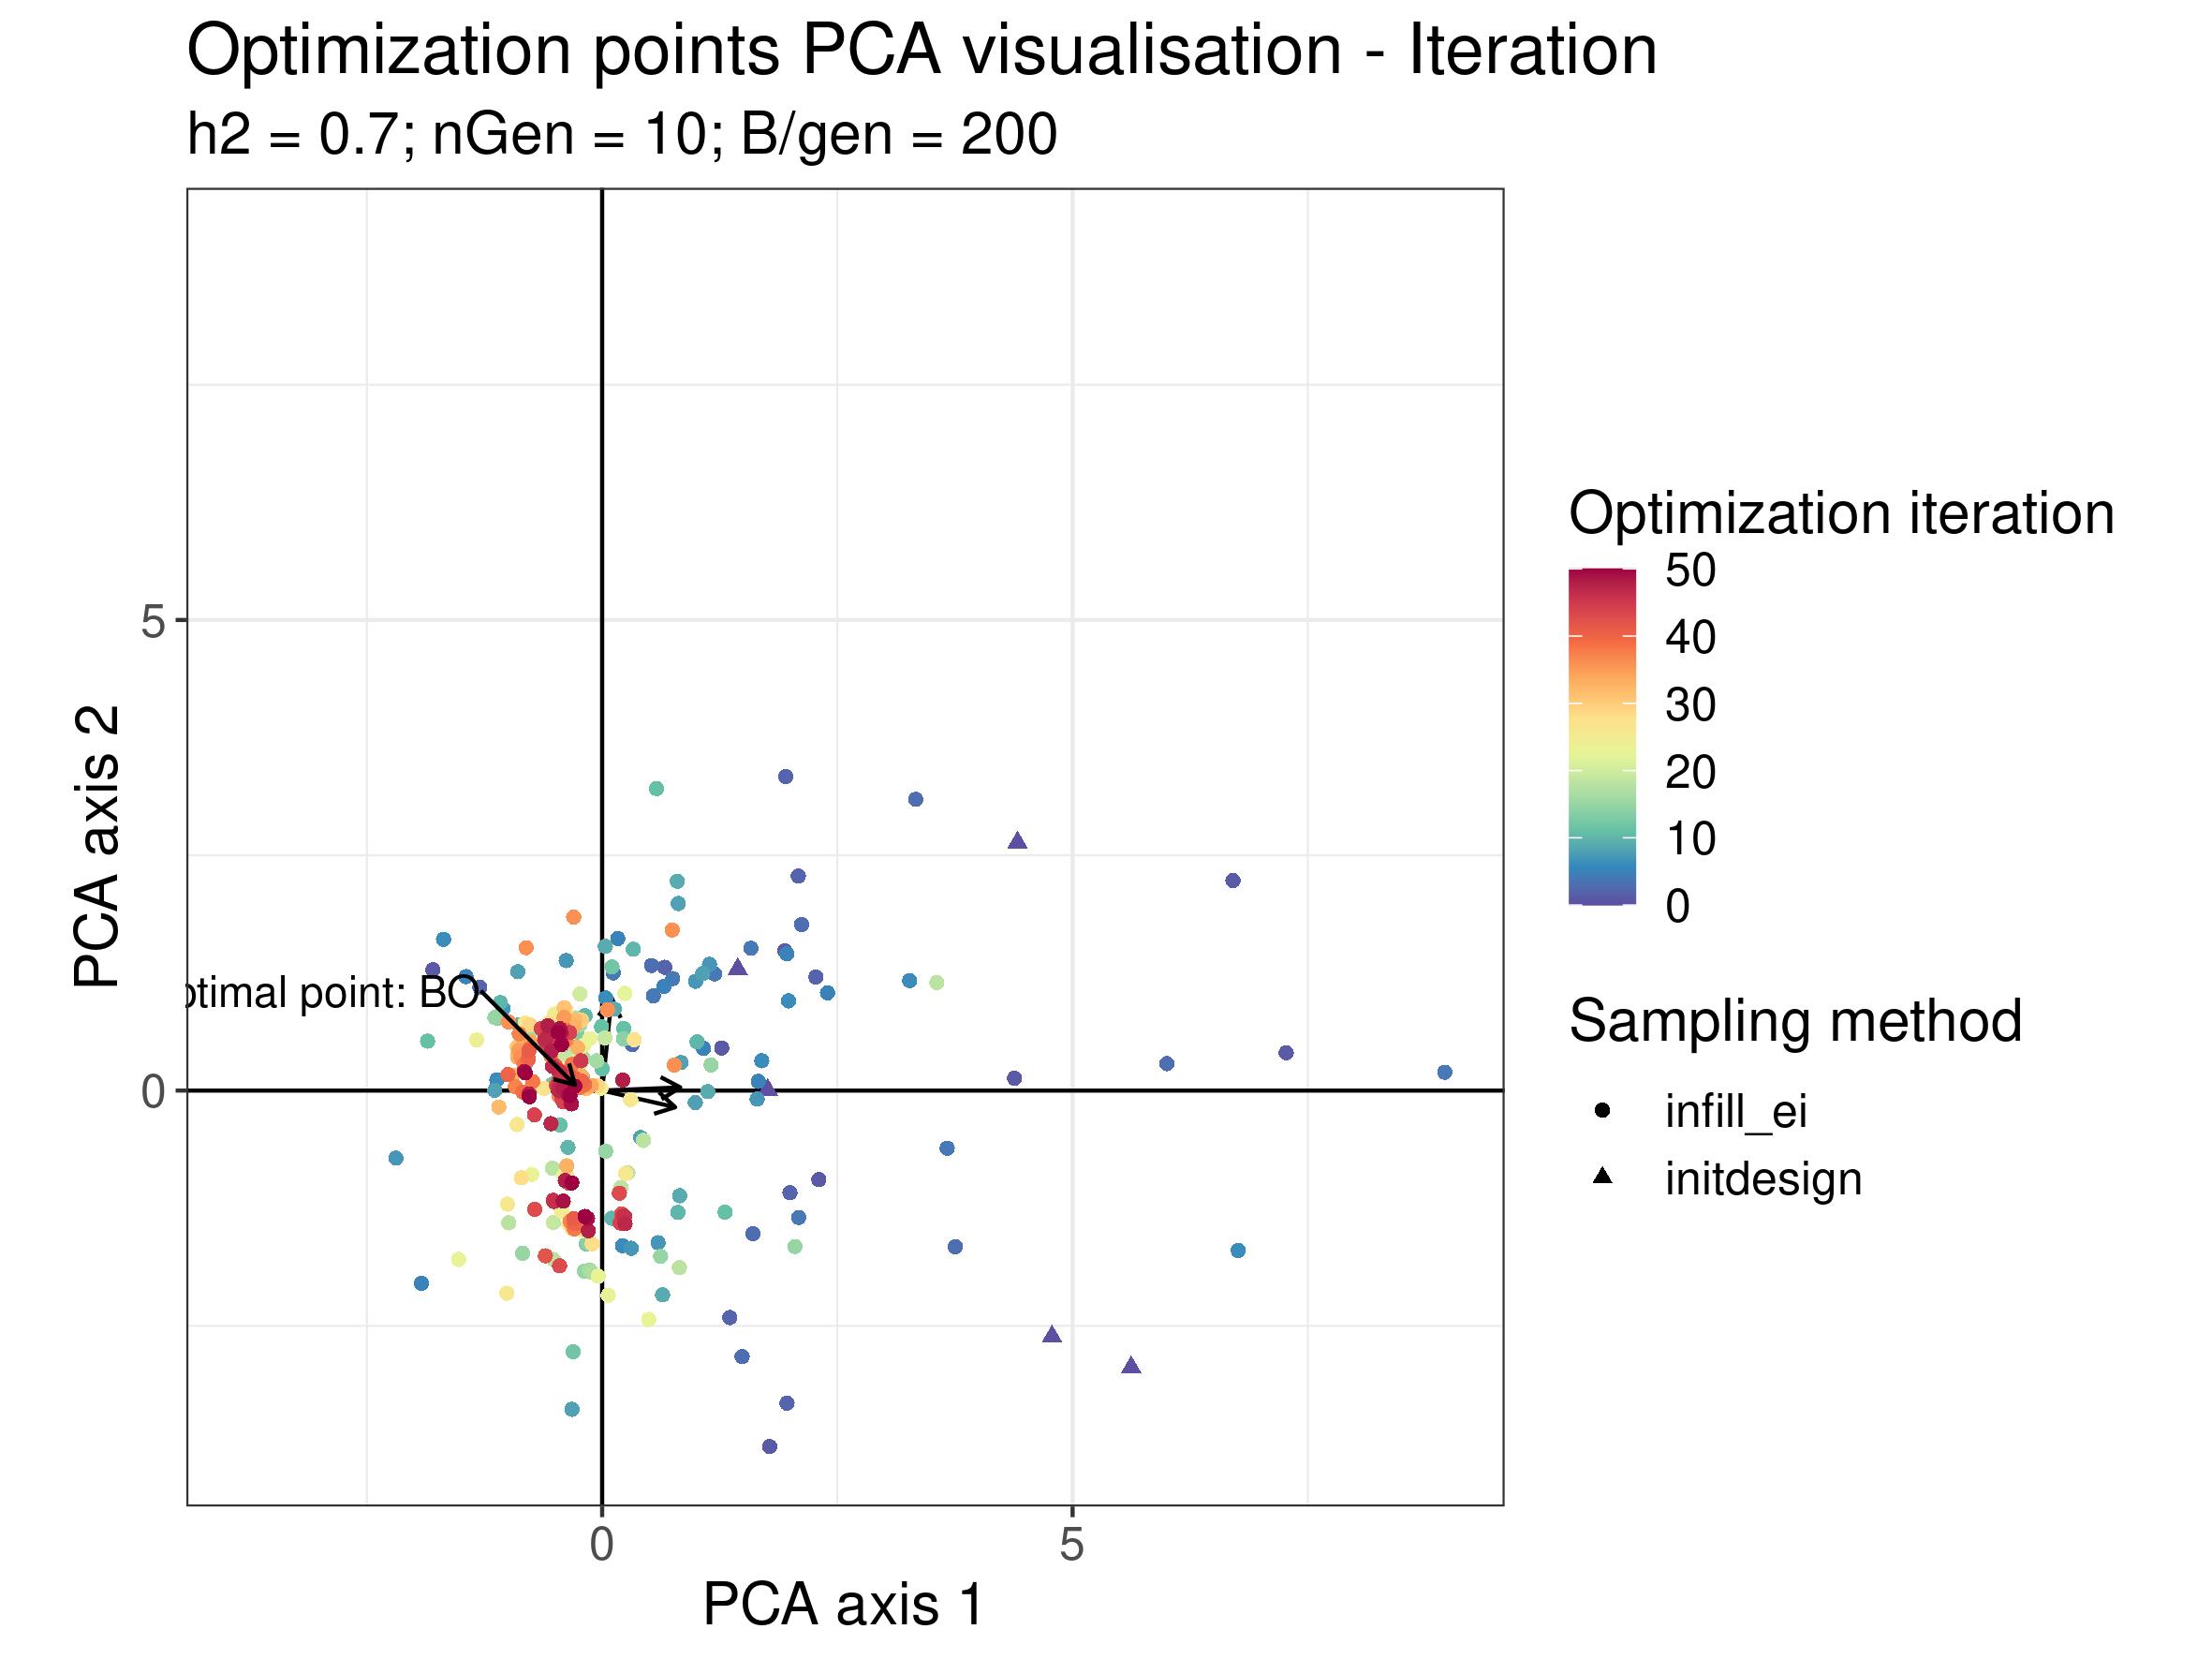 Optimization points PCA visualisation - Iteration
h2 = 0.7; nGen = 10; B/gen = 200
PCA axis 2
5
0
ptimal point: BO
0
5
PCA axis 1
Optimization iteration
50
40
30
20
10
0
Sampling method
infill_ei
initdesign